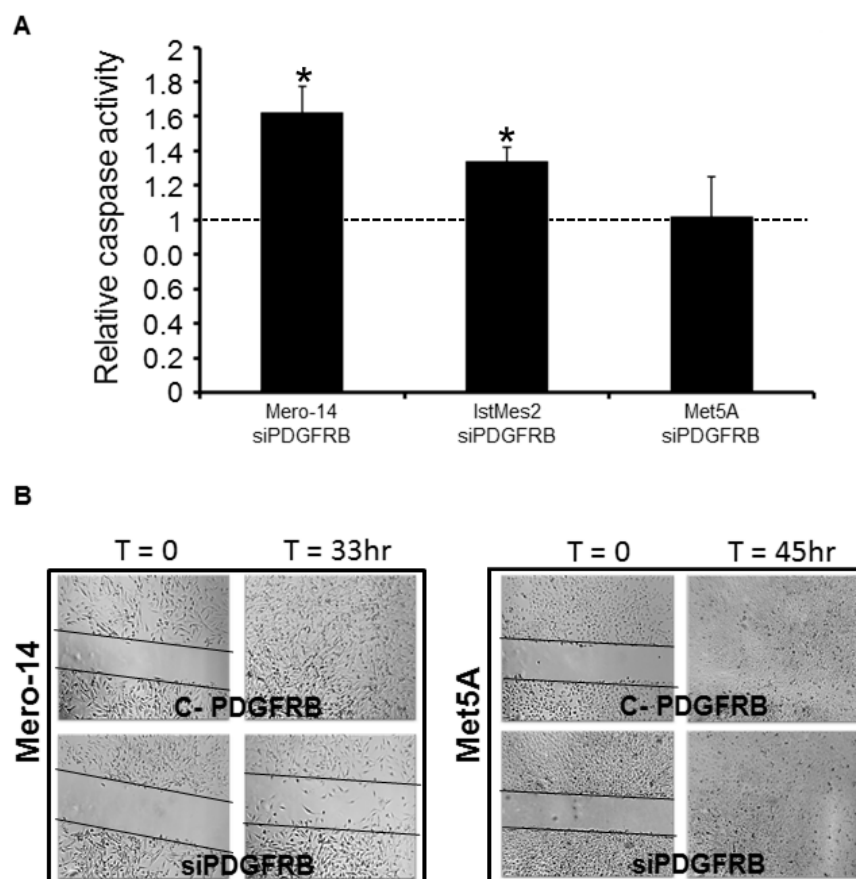 A
Relative caspase activity
2
1.8
1.6
1.4
1.2
1
0.0
0.1
0.4
0.2
0
*
*
Mero-14
siPDGFRB
IstMes2
siPDGFRB
Met5A
siPDGFRB
B
T = 0
T = 33hr
Mero-14
C- PDGFRB
siPDGFRB
T = 0
T = 45hr
Met5A
C- PDGFRB
siPDGFRB